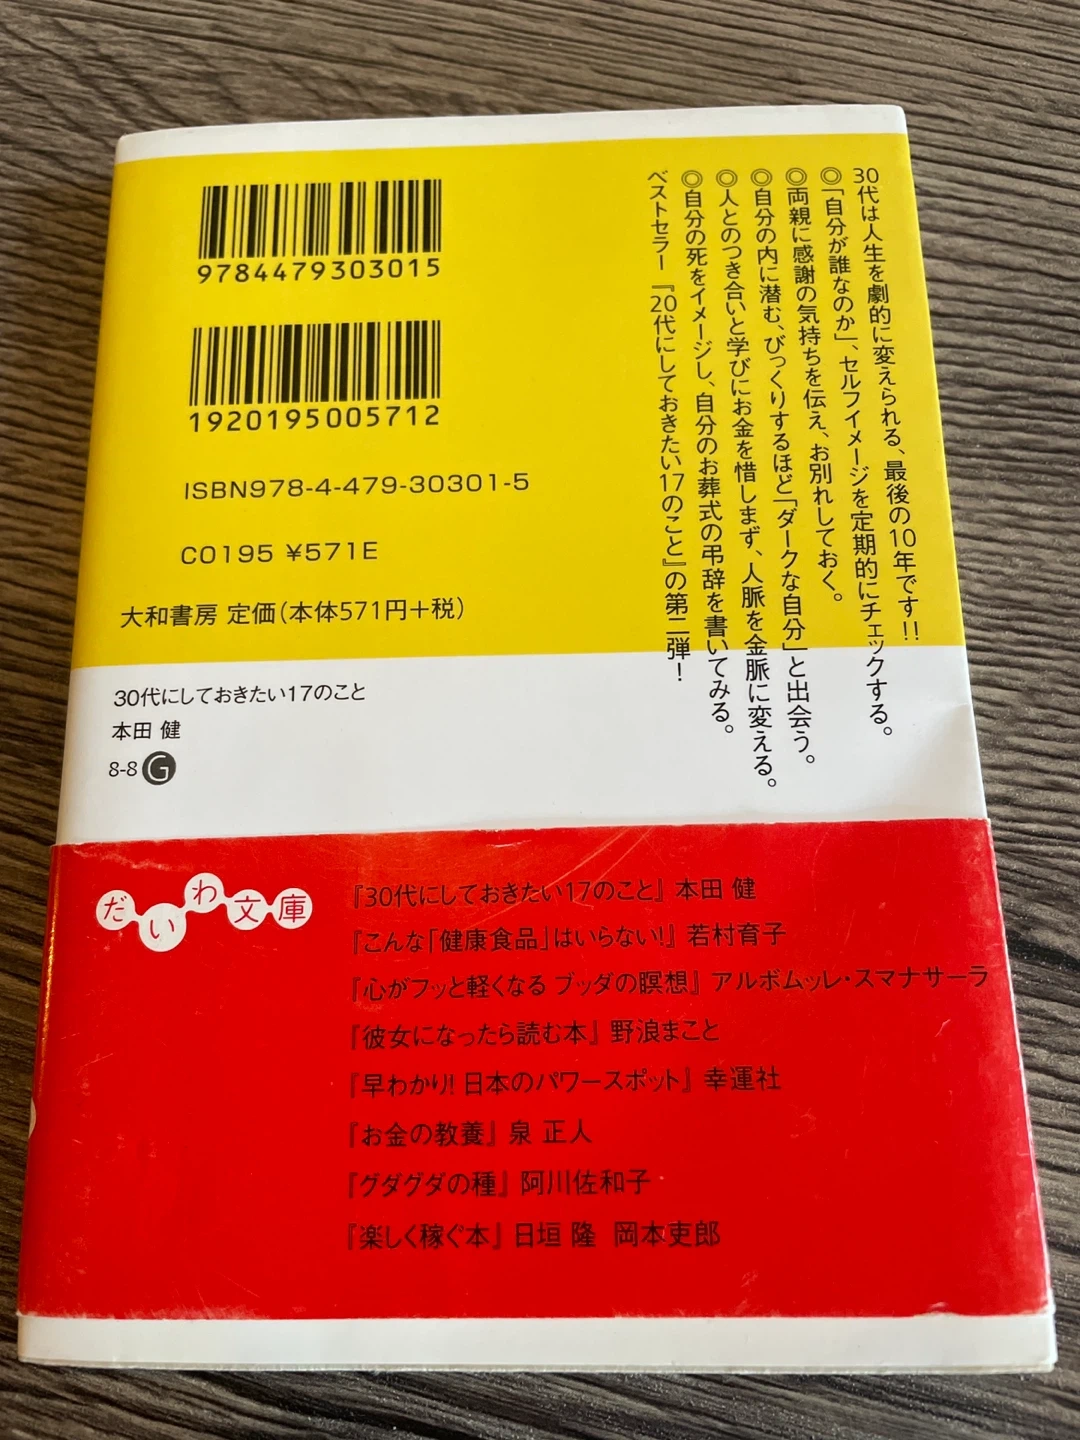 9784479303015
1920195005712
ISBN978-4-479-30301-5
C0195 ¥571E
大和書房 定価(本体571円+税)
30代は人生を劇的に変えられる、最後の10年です!!
◎「自分が誰なのか」、セルフイメージを定期的にチェックする。
◎両親に感謝の気持ちを伝え、お別れしておく。
◎自分の内に潜む、びっくりするほど「ダークな自分」と出会う。
◎人とのつき合いと学びにお金を惜しまず、人脈を金脈に変える。
◎自分の死をイメージし、自分のお葬式の弔辞を書いてみる。
ベストセラー『20代にしておきたい17のこと』の第二弾!
30代にしておきたい17のこと
本田 健
8-8 G
だいわ文庫
『30代にしておきたい17のこと』 本田 健
『こんな「健康食品」はいらない!』 若村育子
『心がフッと軽くなる ブッダの瞑想』 アルボムッレ・スマナサーラ
『彼女になったら読む本』 野浪まこと
『早わかり! 日本のパワースポット』 幸運社
『お金の教養』 泉 正人
『グダグダの種』 阿川佐和子
『楽しく稼ぐ本』 日垣 隆 岡本吏郎